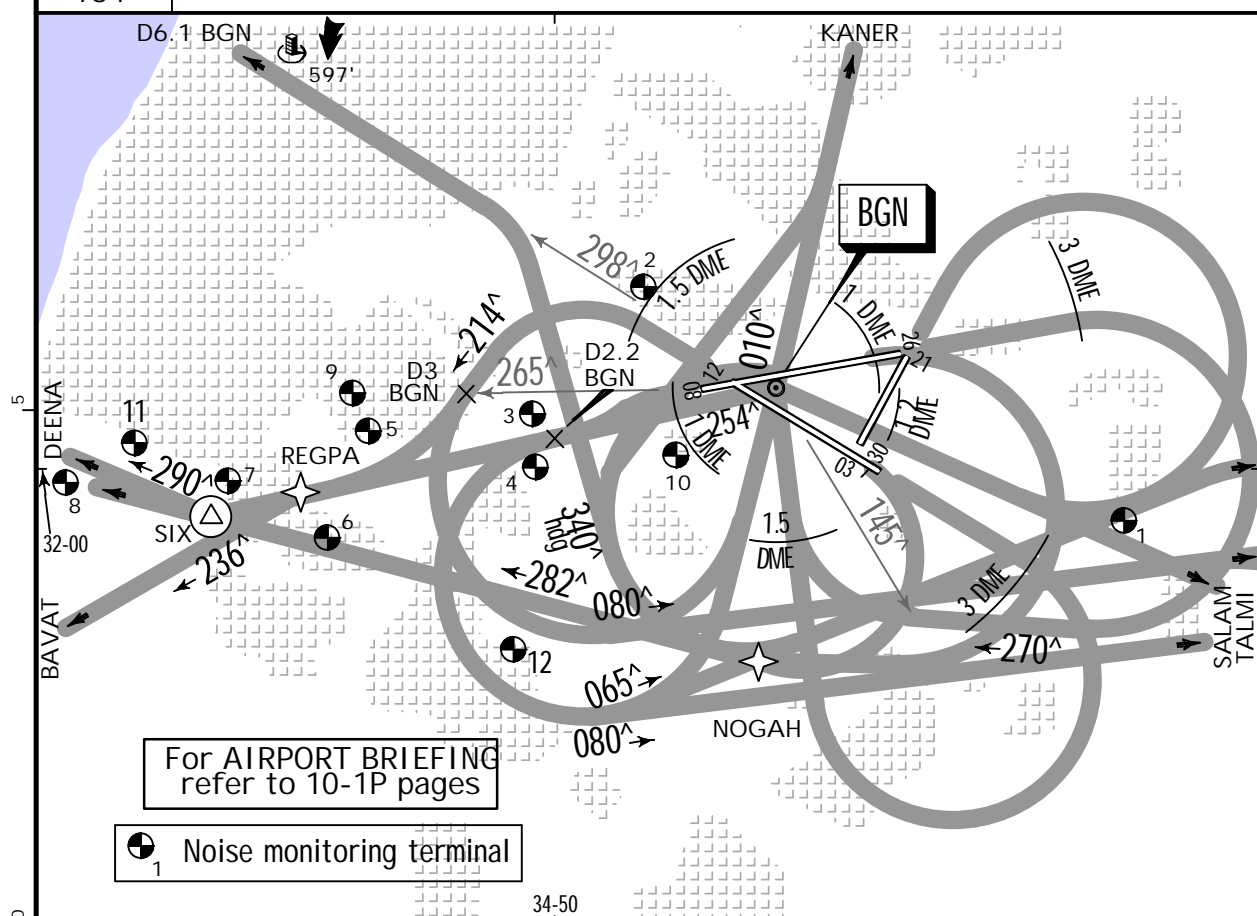 D6.1 BGN
597'
KANER
BGN
298^
2
1.5 DME
3 DME
1 DME
010^
26
21
214^
D2.2
BGN
D3
BGN
265^
12
08
9
3
1 DME
254^
1.2
DME
5
DEENA
11
5
REGPA
4
10
30
03
290^
7
8
SIX
6
32-00
340^
hdg
1.5
DME
145^
1
236^
282^
080^
3 DME
BAVAT
12
270^
SALAM
TALMI
065^
NOGAH
080^
For AIRPORT BRIEFING
refer to 10-1P pages
1
Noise monitoring terminal
34-50